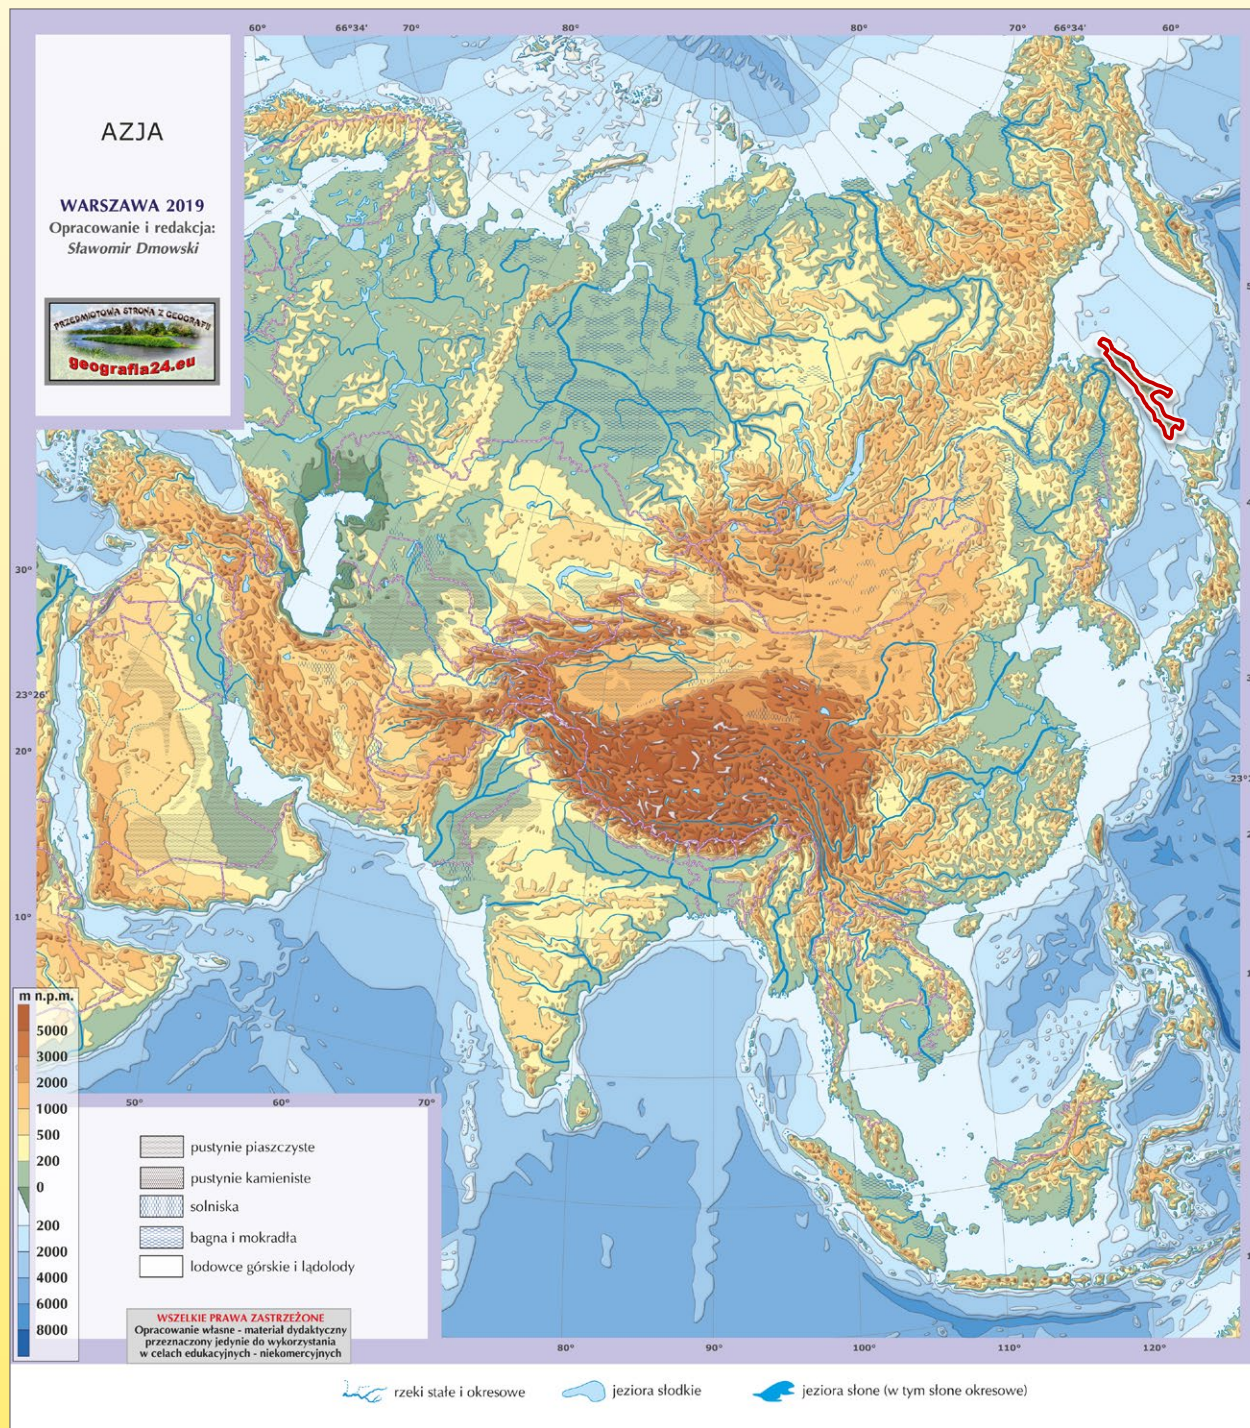 60° 66°34' 70° 80° 80° 70° 66°34' 60°
AZJA
WARSZAWA 2019
Opracowanie i redakcja:
Sławomir Dmowski
PRZEDMIOTOWA STRONA Z GEOGRAFII
geografia24.eu
30°
23°26'
20°
10°
m n.p.m.
5000
3000
2000
1000
500
200
0
200
2000
4000
6000
8000
50° 60° 70°
pustynie piaszczyste
pustynie kamieniste
solniska
bagna i mokradła
lodowce górskie i lądolody
WSZELKIE PRAWA ZASTRZEŻONE
Opracowanie własne - materiał dydaktyczny
przeznaczony jedynie do wykorzystania
w celach edukacyjnych - niekomercyjnych
80° 90° 100° 110° 120°
rzeki stałe i okresowe jeziora słodkie jeziora słone (w tym słone okresowe)